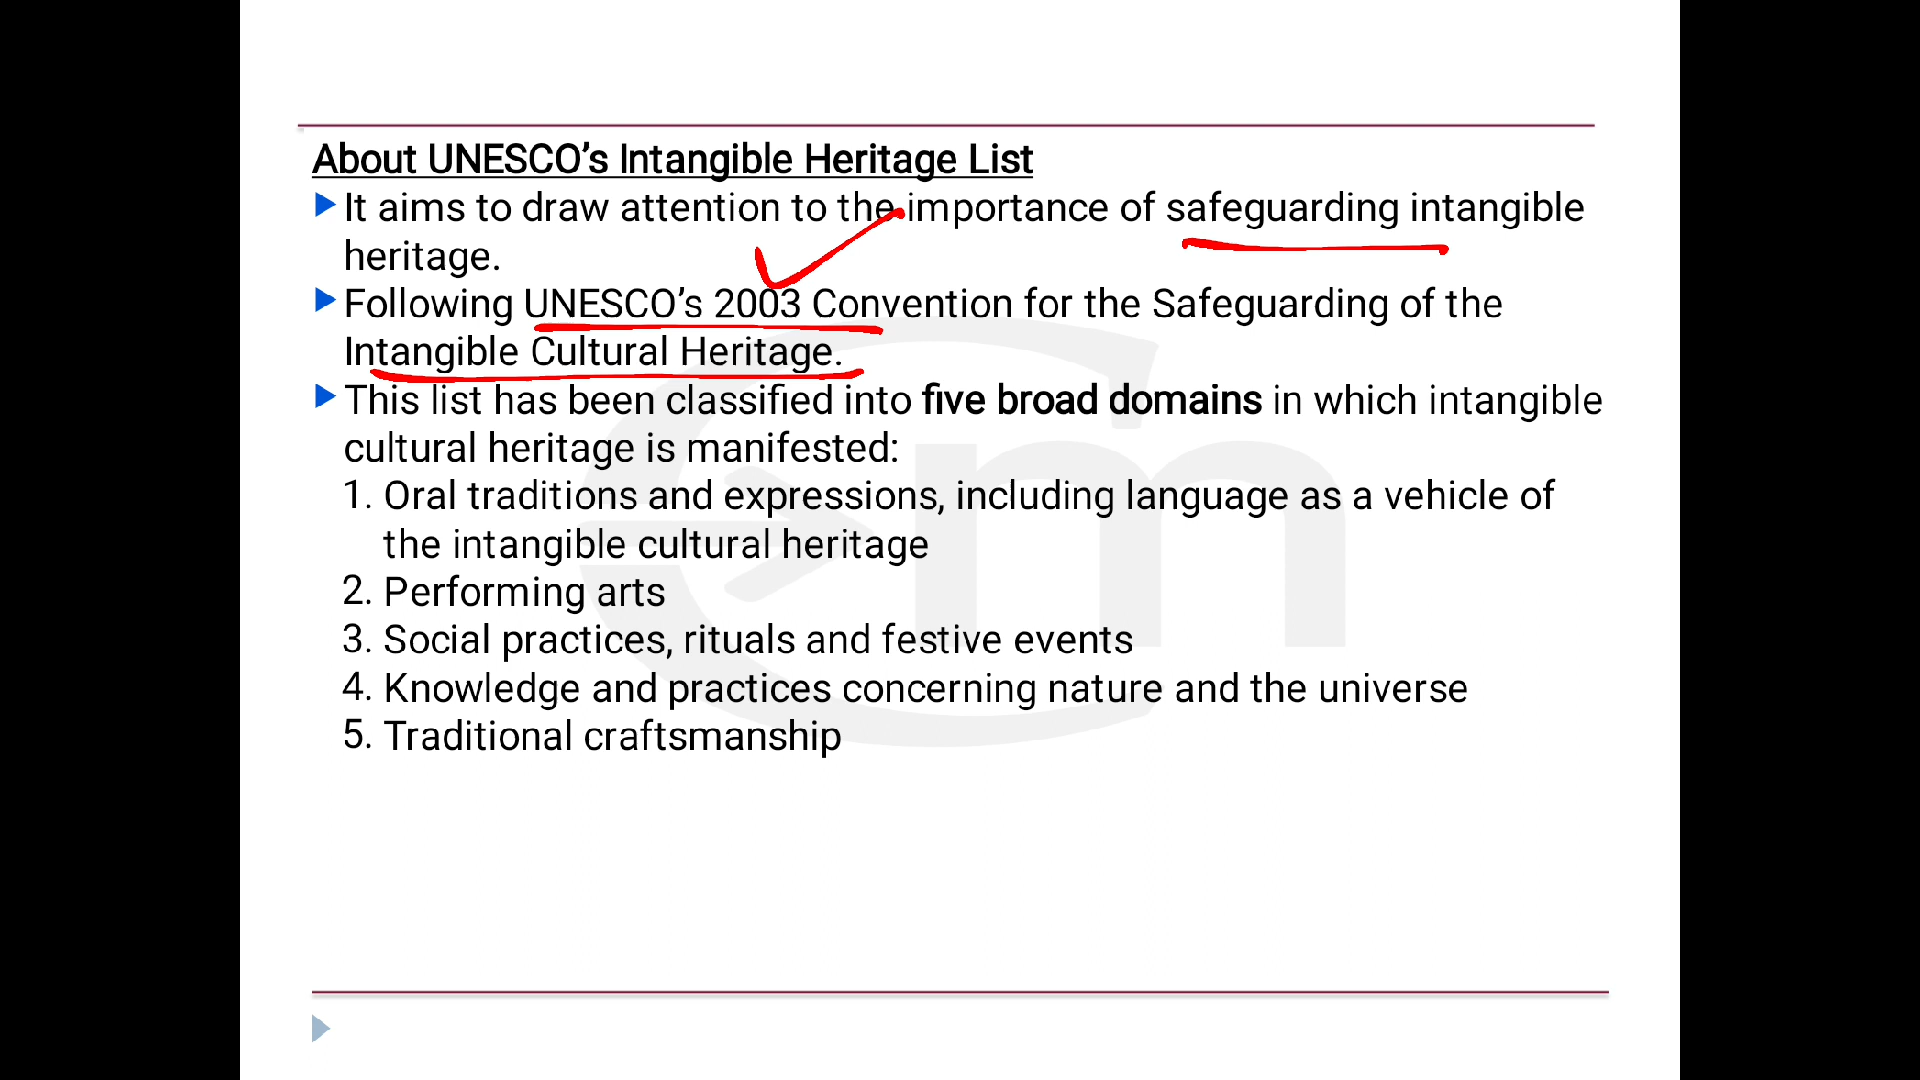 About UNESCO’s Intangible Heritage List
It aims to draw attention to the importance of safeguarding intangible
heritage.
Following UNESCO’s 2003 Convention for the Safeguarding of the
Intangible Cultural Heritage.
This list has been classified into five broad domains in which intangible
cultural heritage is manifested:
1. Oral traditions and expressions, including language as a vehicle of
the intangible cultural heritage
2. Performing arts
3. Social practices, rituals and festive events
4. Knowledge and practices concerning nature and the universe
5. Traditional craftsmanship